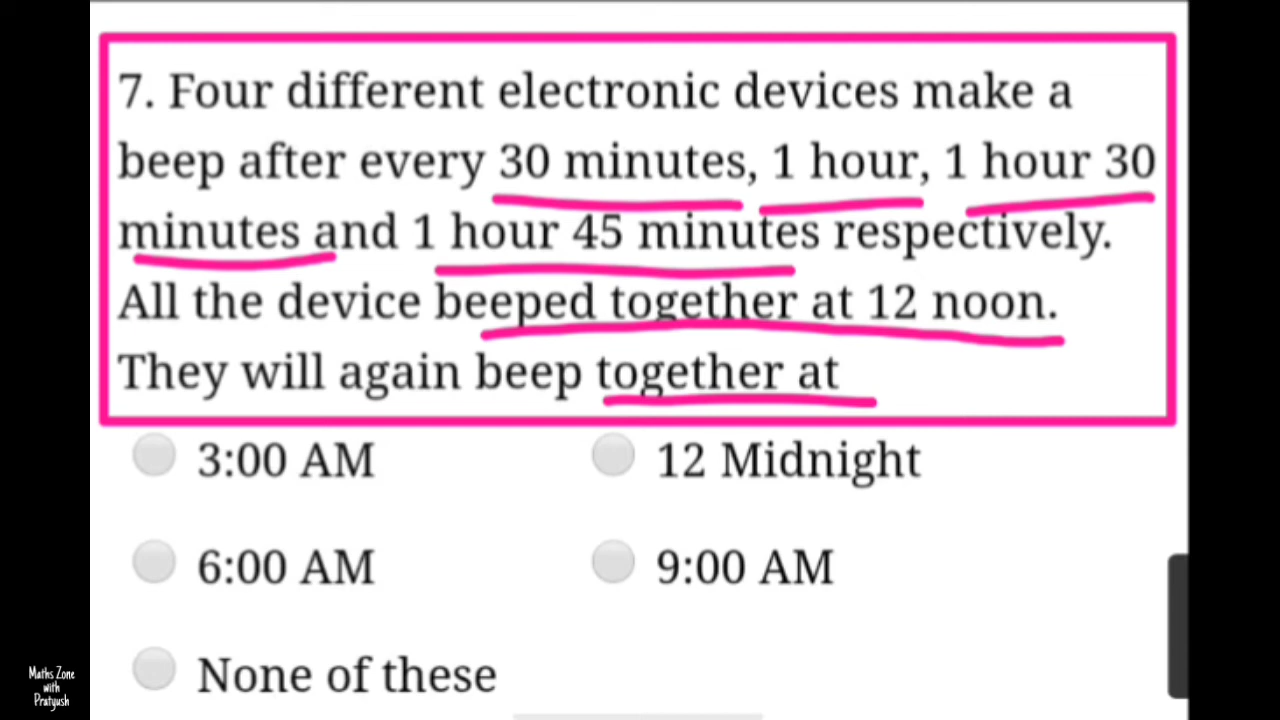 7. Four different electronic devices make a
beep after every 30 minutes, 1 hour, 1 hour 30
minutes and 1 hour 45 minutes respectively.
All the device beeped together at 12 noon.
They will again beep together at
3:00 AM
12 Midnight
6:00 AM
9:00 AM
None of these
Maths Zone
with
Pratyush